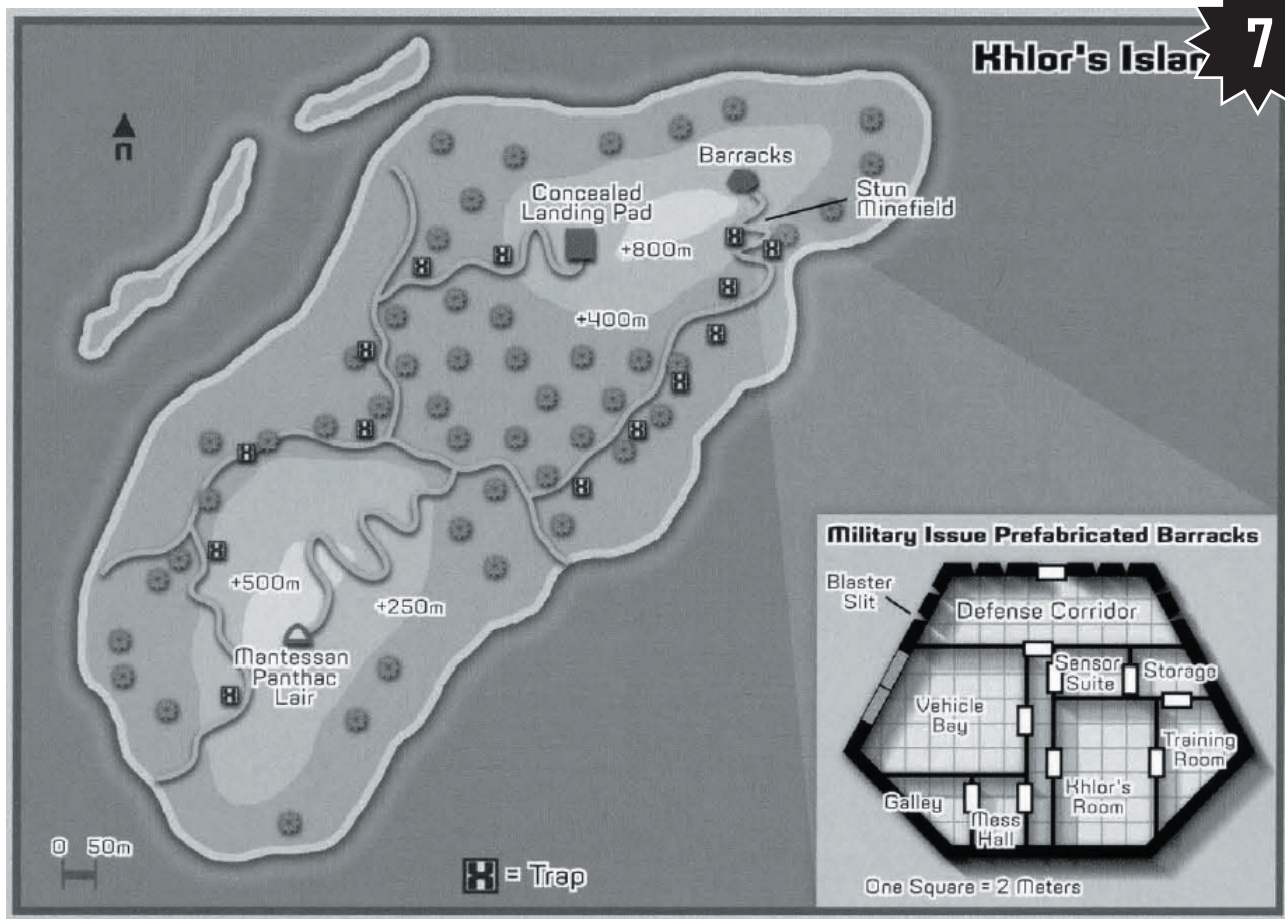 7
Khlor's Islan
n
Barracks
Concealed
Landing Pad
Stun
Minefield
+800m
+400m
+500m
+250m
Mantessan
Panthac
Lair
0 50m
= Trap
Military Issue Prefabricated Barracks
Blaster
Slit
Defense Corridor
Sensor
Suite
Storage
Vehicle
Bay
Training
Room
Khlor's
Room
Galley
Mess
Hall
One Square = 2 Meters